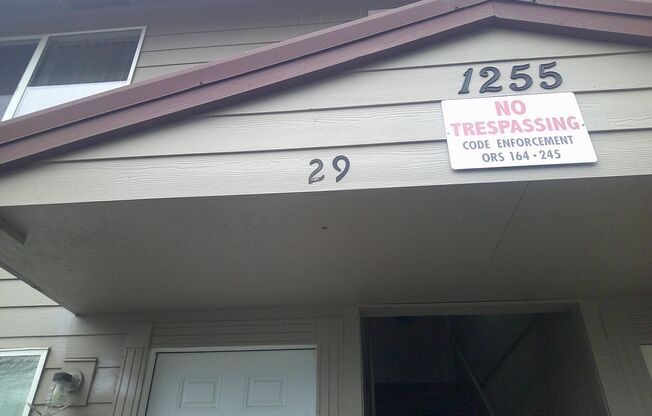 1255
NO
TRESPASSING
CODE ENFORCEMENT
ORS 164·245
29